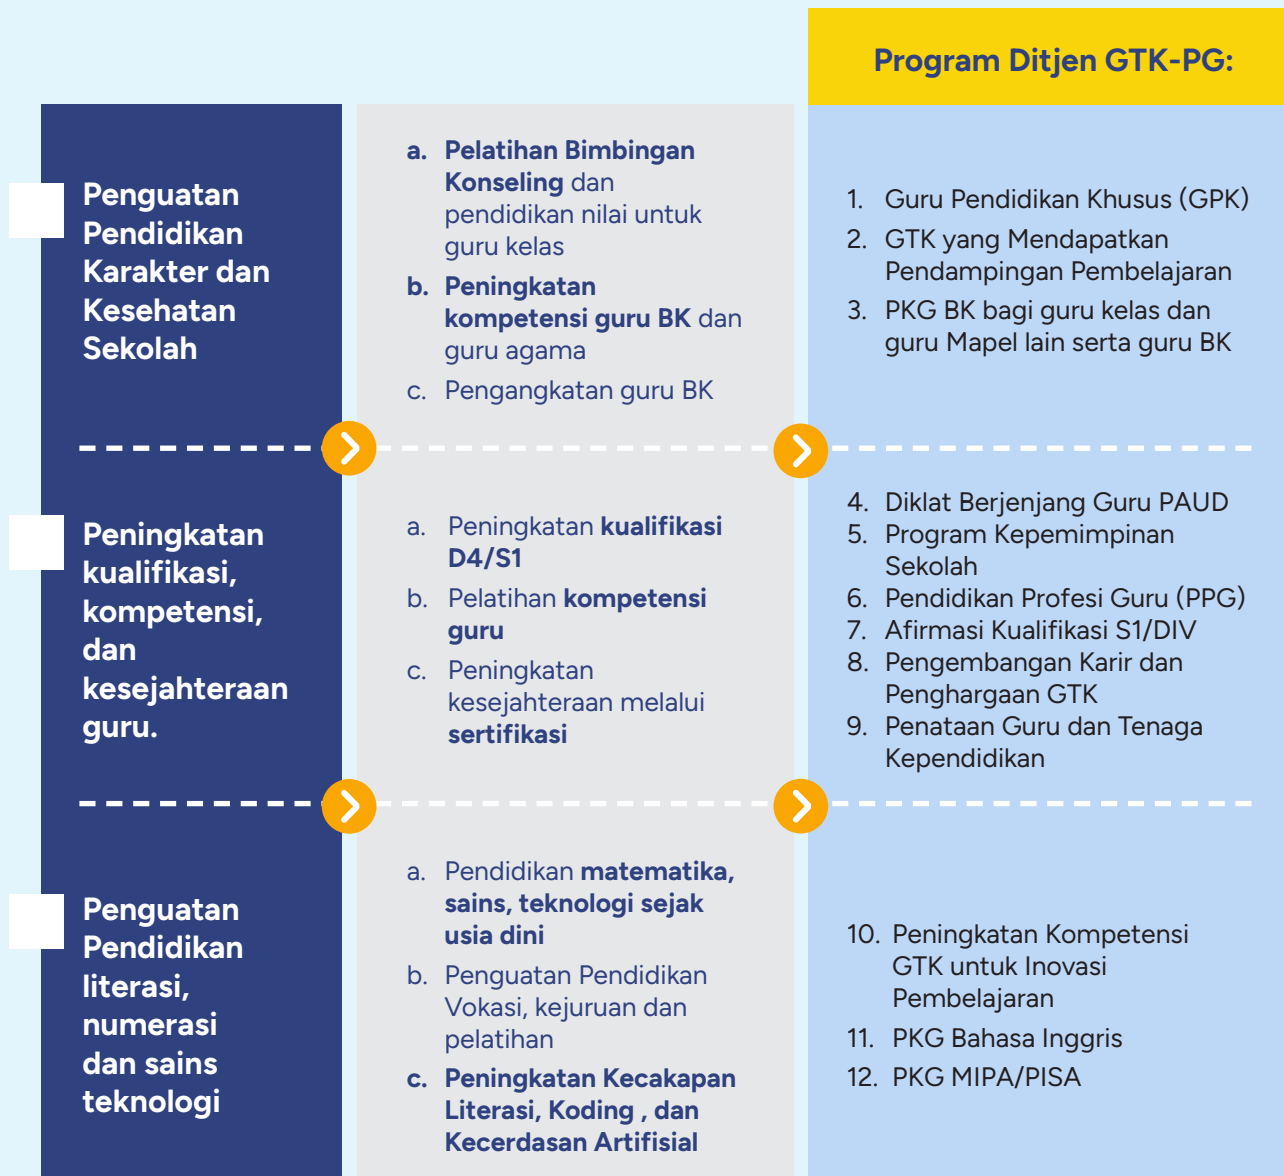 Program Ditjen GTK-PG:
Penguatan
Pendidikan
Karakter dan
Kesehatan
Sekolah
a. Pelatihan Bimbingan
Konseling dan
pendidikan nilai untuk
guru kelas
b. Peningkatan
kompetensi guru BK dan
guru agama
c. Pengangkatan guru BK
1. Guru Pendidikan Khusus (GPK)
2. GTK yang Mendapatkan
Pendampingan Pembelajaran
3. PKG BK bagi guru kelas dan
guru Mapel lain serta guru BK
Peningkatan
kualifikasi,
kompetensi,
dan
kesejahteraan
guru.
a. Peningkatan kualifikasi
D4/S1
b. Pelatihan kompetensi
guru
c. Peningkatan
kesejahteraan melalui
sertifikasi
4. Diklat Berjenjang Guru PAUD
5. Program Kepemimpinan
Sekolah
6. Pendidikan Profesi Guru (PPG)
7. Afirmasi Kualifikasi S1/DIV
8. Pengembangan Karir dan
Penghargaan GTK
9. Penataan Guru dan Tenaga
Kependidikan
Penguatan
Pendidikan
literasi,
numerasi
dan sains
teknologi
a. Pendidikan matematika,
sains, teknologi sejak
usia dini
b. Penguatan Pendidikan
Vokasi, kejuruan dan
pelatihan
c. Peningkatan Kecakapan
Literasi, Koding , dan
Kecerdasan Artifisial
10. Peningkatan Kompetensi
GTK untuk Inovasi
Pembelajaran
11. PKG Bahasa Inggris
12. PKG MIPA/PISA